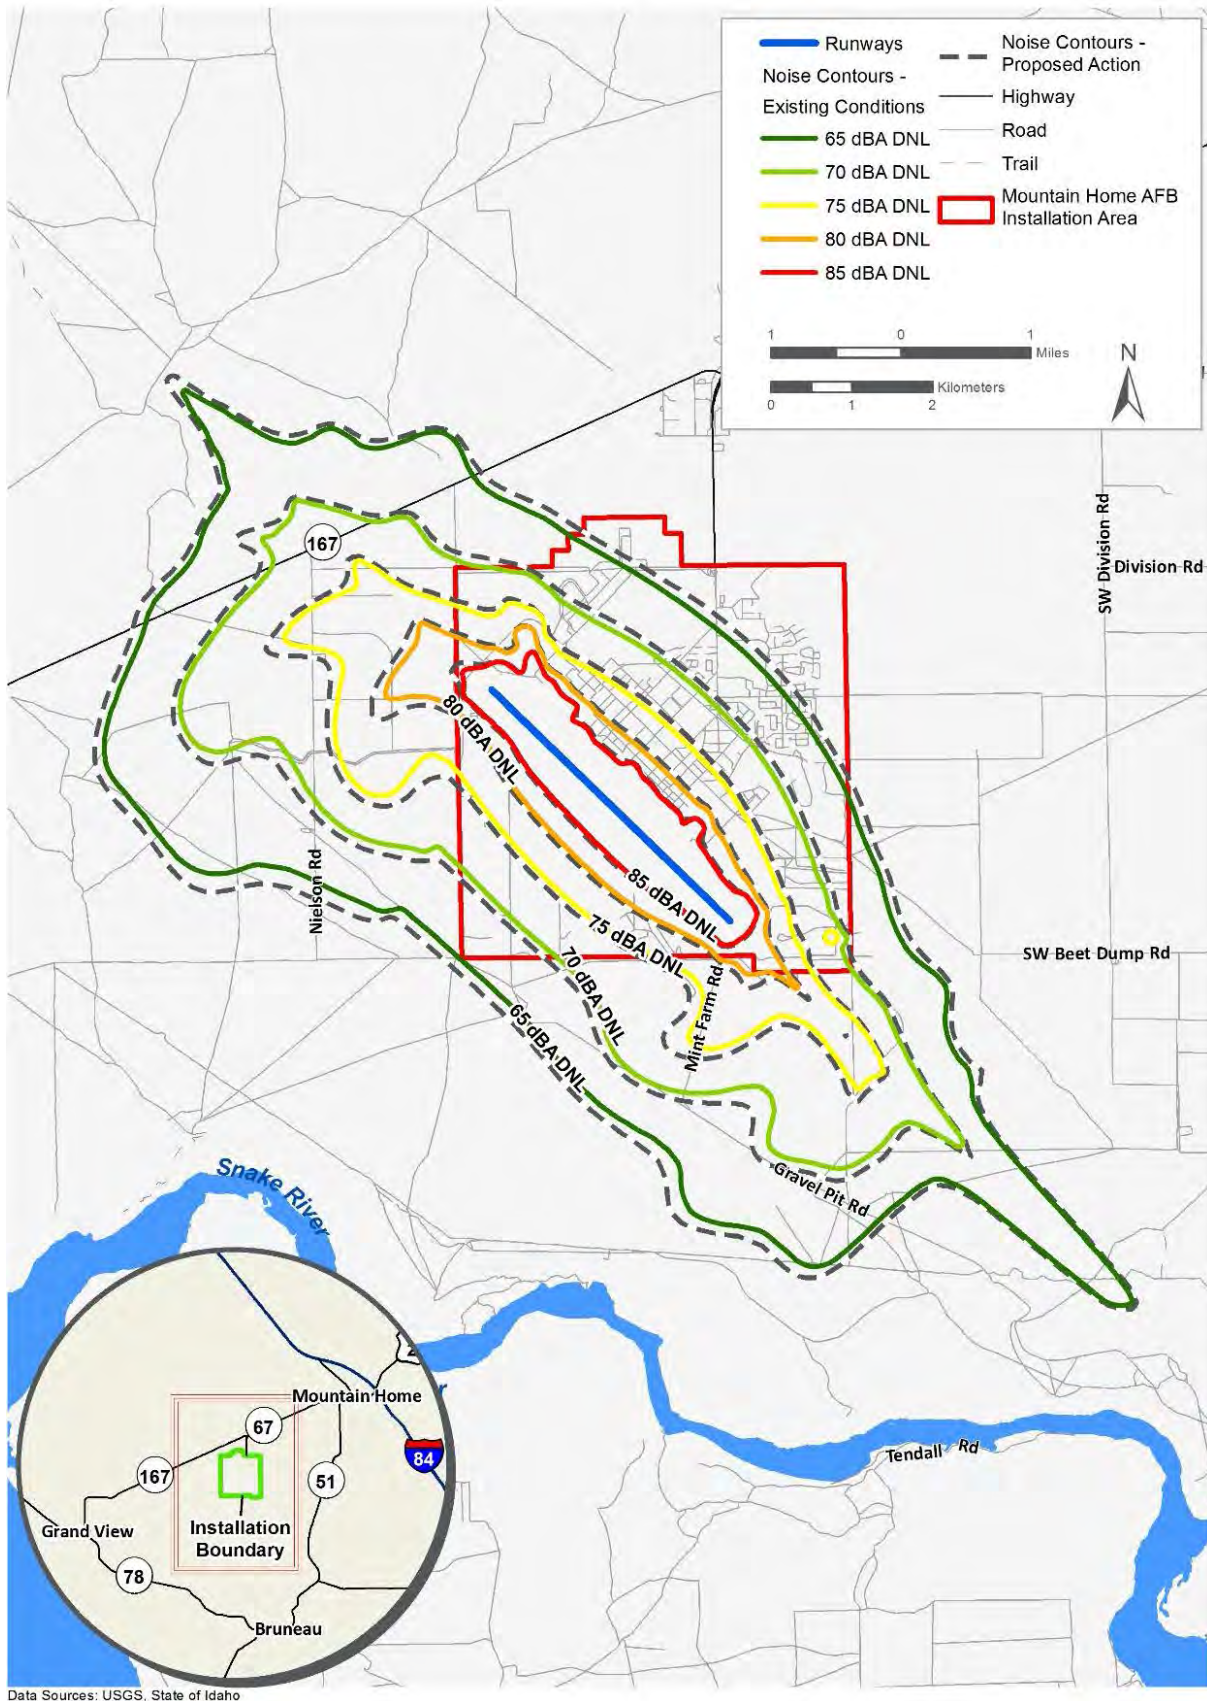 Runways
Noise Contours -
Existing Conditions
65 dBA DNL
70 dBA DNL
75 dBA DNL
80 dBA DNL
85 dBA DNL
Noise Contours -
Proposed Action
Highway
Road
Trail
Mountain Home AFB
Installation Area
1 0 1
Miles
Kilometers
0 1 2
N
167
SW Division Rd
Division Rd
80 dBA DNL
85 dBA DNL
75 dBA DNL
70 dBA DNL
65 dBA DNL
Nielson Rd
Mint Farm Rd
SW Beet Dump Rd
Gravel Pit Rd
Snake River
Tendall Rd
Mountain Home
67
84
167
51
Installation
Boundary
Grand View
78
Bruneau
Data Sources: USGS, State of Idaho